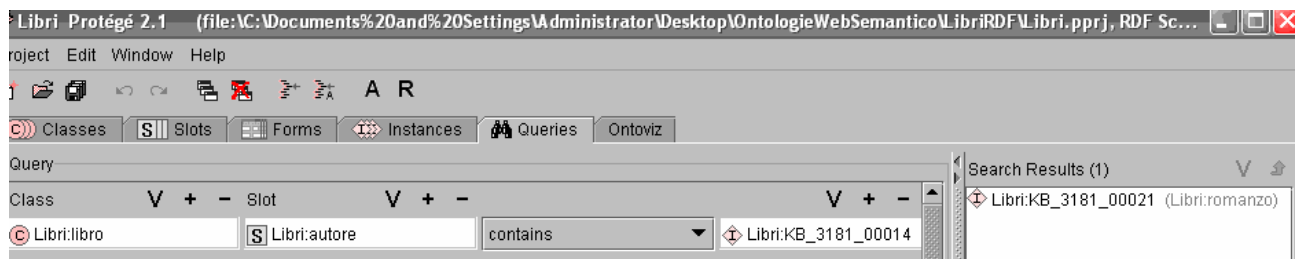 Libri Protégé 2.1 (file:\C:\Documents%20and%20Settings\Administrator\Desktop\OntologieWebSemantico\LibriRDF\Libri.pprj, RDF Sc...
roject Edit Window Help
A R
C Classes S Slots Forms I Instances Queries Ontoviz
Query
Search Results (1) V
Class V + - Slot V + - V + -
C Libri:libro S Libri:autore contains I Libri:KB_3181_00014
I Libri:KB_3181_00021 (Libri:romanzo)